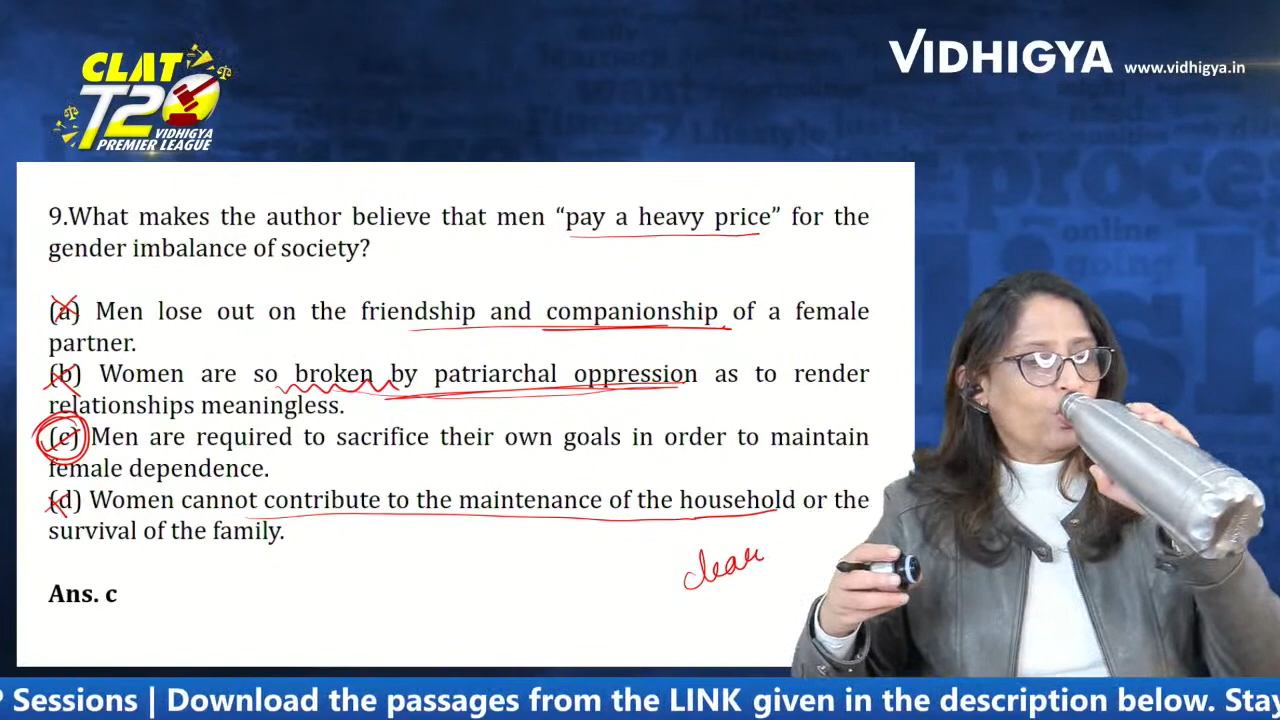 CLAT
T20
VIDHIGYA
PREMIER LEAGUE
VIDHIGYA www.vidhigya.in
9.What makes the author believe that men “pay a heavy price” for the
gender imbalance of society?
(a) Men lose out on the friendship and companionship of a female
partner.
(b) Women are so broken by patriarchal oppression as to render
relationships meaningless.
(c) Men are required to sacrifice their own goals in order to maintain
female dependence.
(d) Women cannot contribute to the maintenance of the household or the
survival of the family.
clear
Ans. c
P Sessions | Download the passages from the LINK given in the description below. Stay